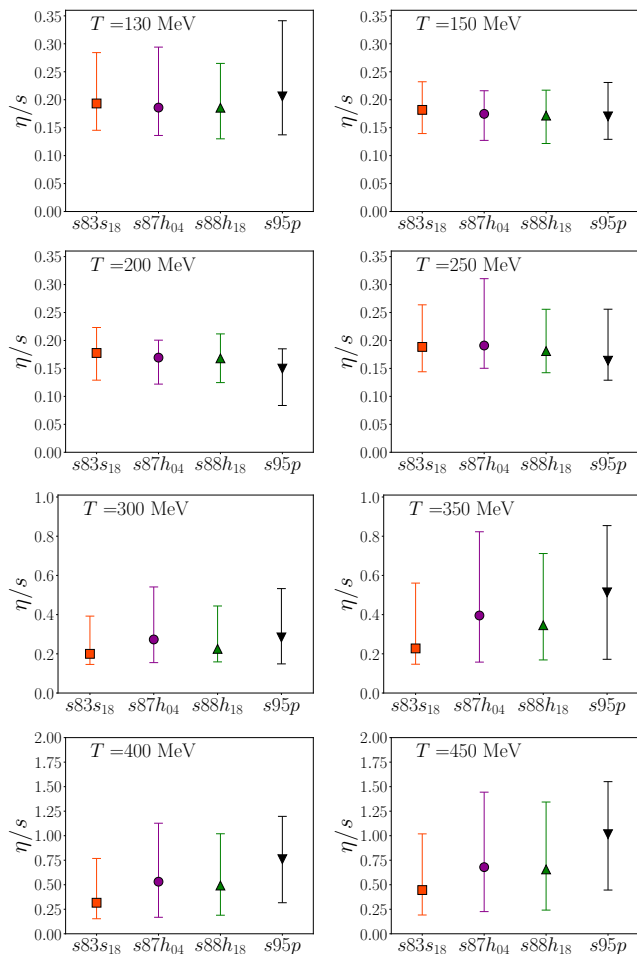 T =130 MeV
0.35
0.30
0.25
0.20
0.15
0.10
0.05
0.00
η/s
s83s₁₈ s87h₀₄ s88h₁₈ s95p
T =150 MeV
0.35
0.30
0.25
0.20
0.15
0.10
0.05
0.00
η/s
s83s₁₈ s87h₀₄ s88h₁₈ s95p
T =200 MeV
0.35
0.30
0.25
0.20
0.15
0.10
0.05
0.00
η/s
s83s₁₈ s87h₀₄ s88h₁₈ s95p
T =250 MeV
0.35
0.30
0.25
0.20
0.15
0.10
0.05
0.00
η/s
s83s₁₈ s87h₀₄ s88h₁₈ s95p
T =300 MeV
1.0
0.8
0.6
0.4
0.2
0.0
η/s
s83s₁₈ s87h₀₄ s88h₁₈ s95p
T =350 MeV
1.0
0.8
0.6
0.4
0.2
0.0
η/s
s83s₁₈ s87h₀₄ s88h₁₈ s95p
T =400 MeV
2.00
1.75
1.50
1.25
1.00
0.75
0.50
0.25
0.00
η/s
s83s₁₈ s87h₀₄ s88h₁₈ s95p
T =450 MeV
2.00
1.75
1.50
1.25
1.00
0.75
0.50
0.25
0.00
η/s
s83s₁₈ s87h₀₄ s88h₁₈ s95p